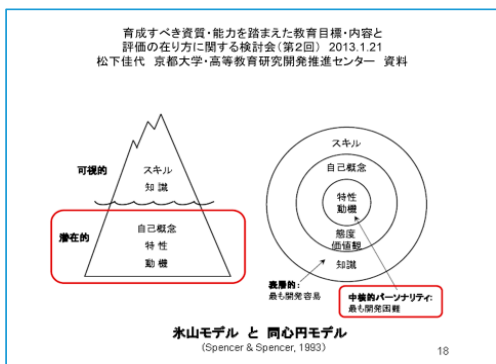 育成すべき資質・能力を踏まえた教育目標・内容と
評価の在り方に関する検討会(第2回) 2013.1.21
松下佳代 京都大学・高等教育研究開発推進センター 資料
可視的
スキル
知識
潜在的
自己概念
特性
動機
スキル
自己概念
特性
動機
態度
価値観
知識
表層的:
最も開発容易
中核的パーソナリティ:
最も開発困難
氷山モデル と 同心円モデル
(Spencer & Spencer, 1993)
18